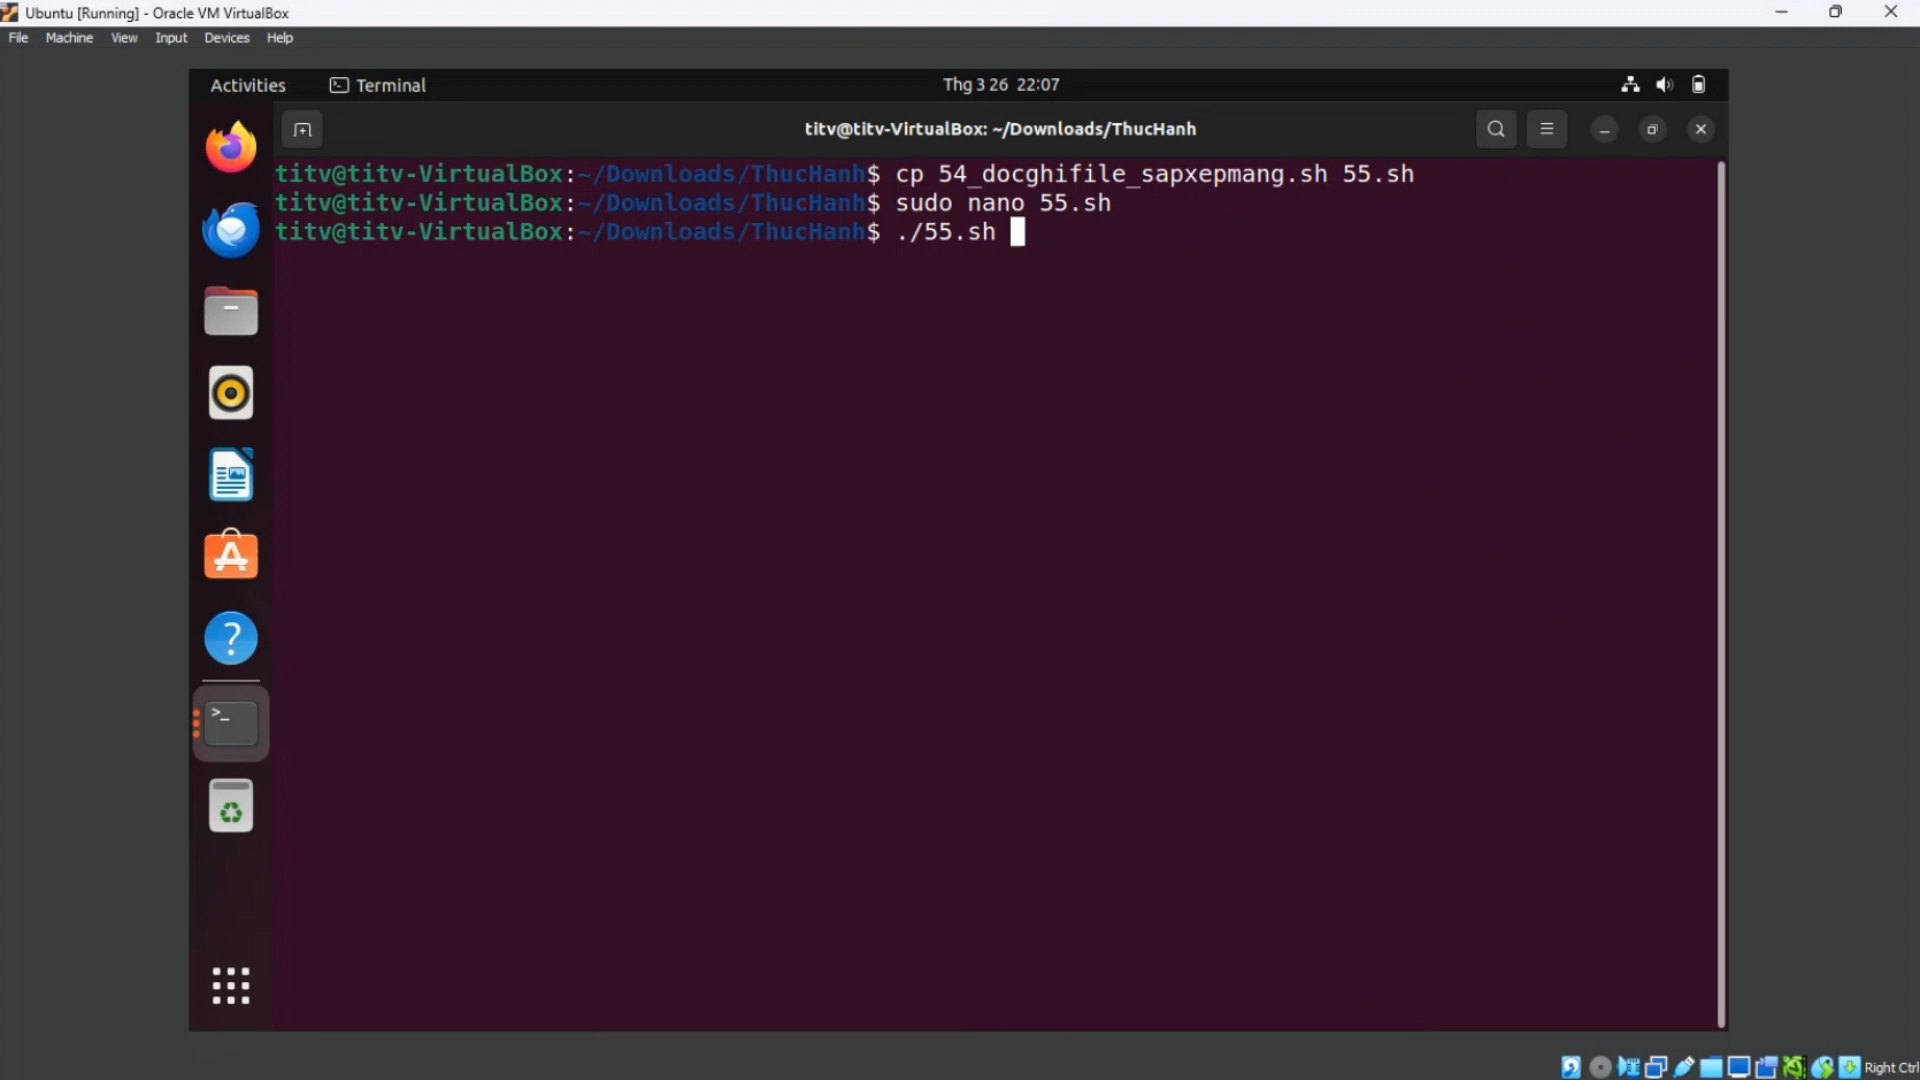 Ubuntu [Running] - Oracle VM VirtualBox
File Machine View Input Devices Help
Activities Terminal Thg 3 26 22:07
titv@titv-VirtualBox: ~/Downloads/ThucHanh
titv@titv-VirtualBox:~/Downloads/ThucHanh$ cp 54_docghifile_sapxepmang.sh 55.sh
titv@titv-VirtualBox:~/Downloads/ThucHanh$ sudo nano 55.sh
titv@titv-VirtualBox:~/Downloads/ThucHanh$ ./55.sh
Right Ctrl